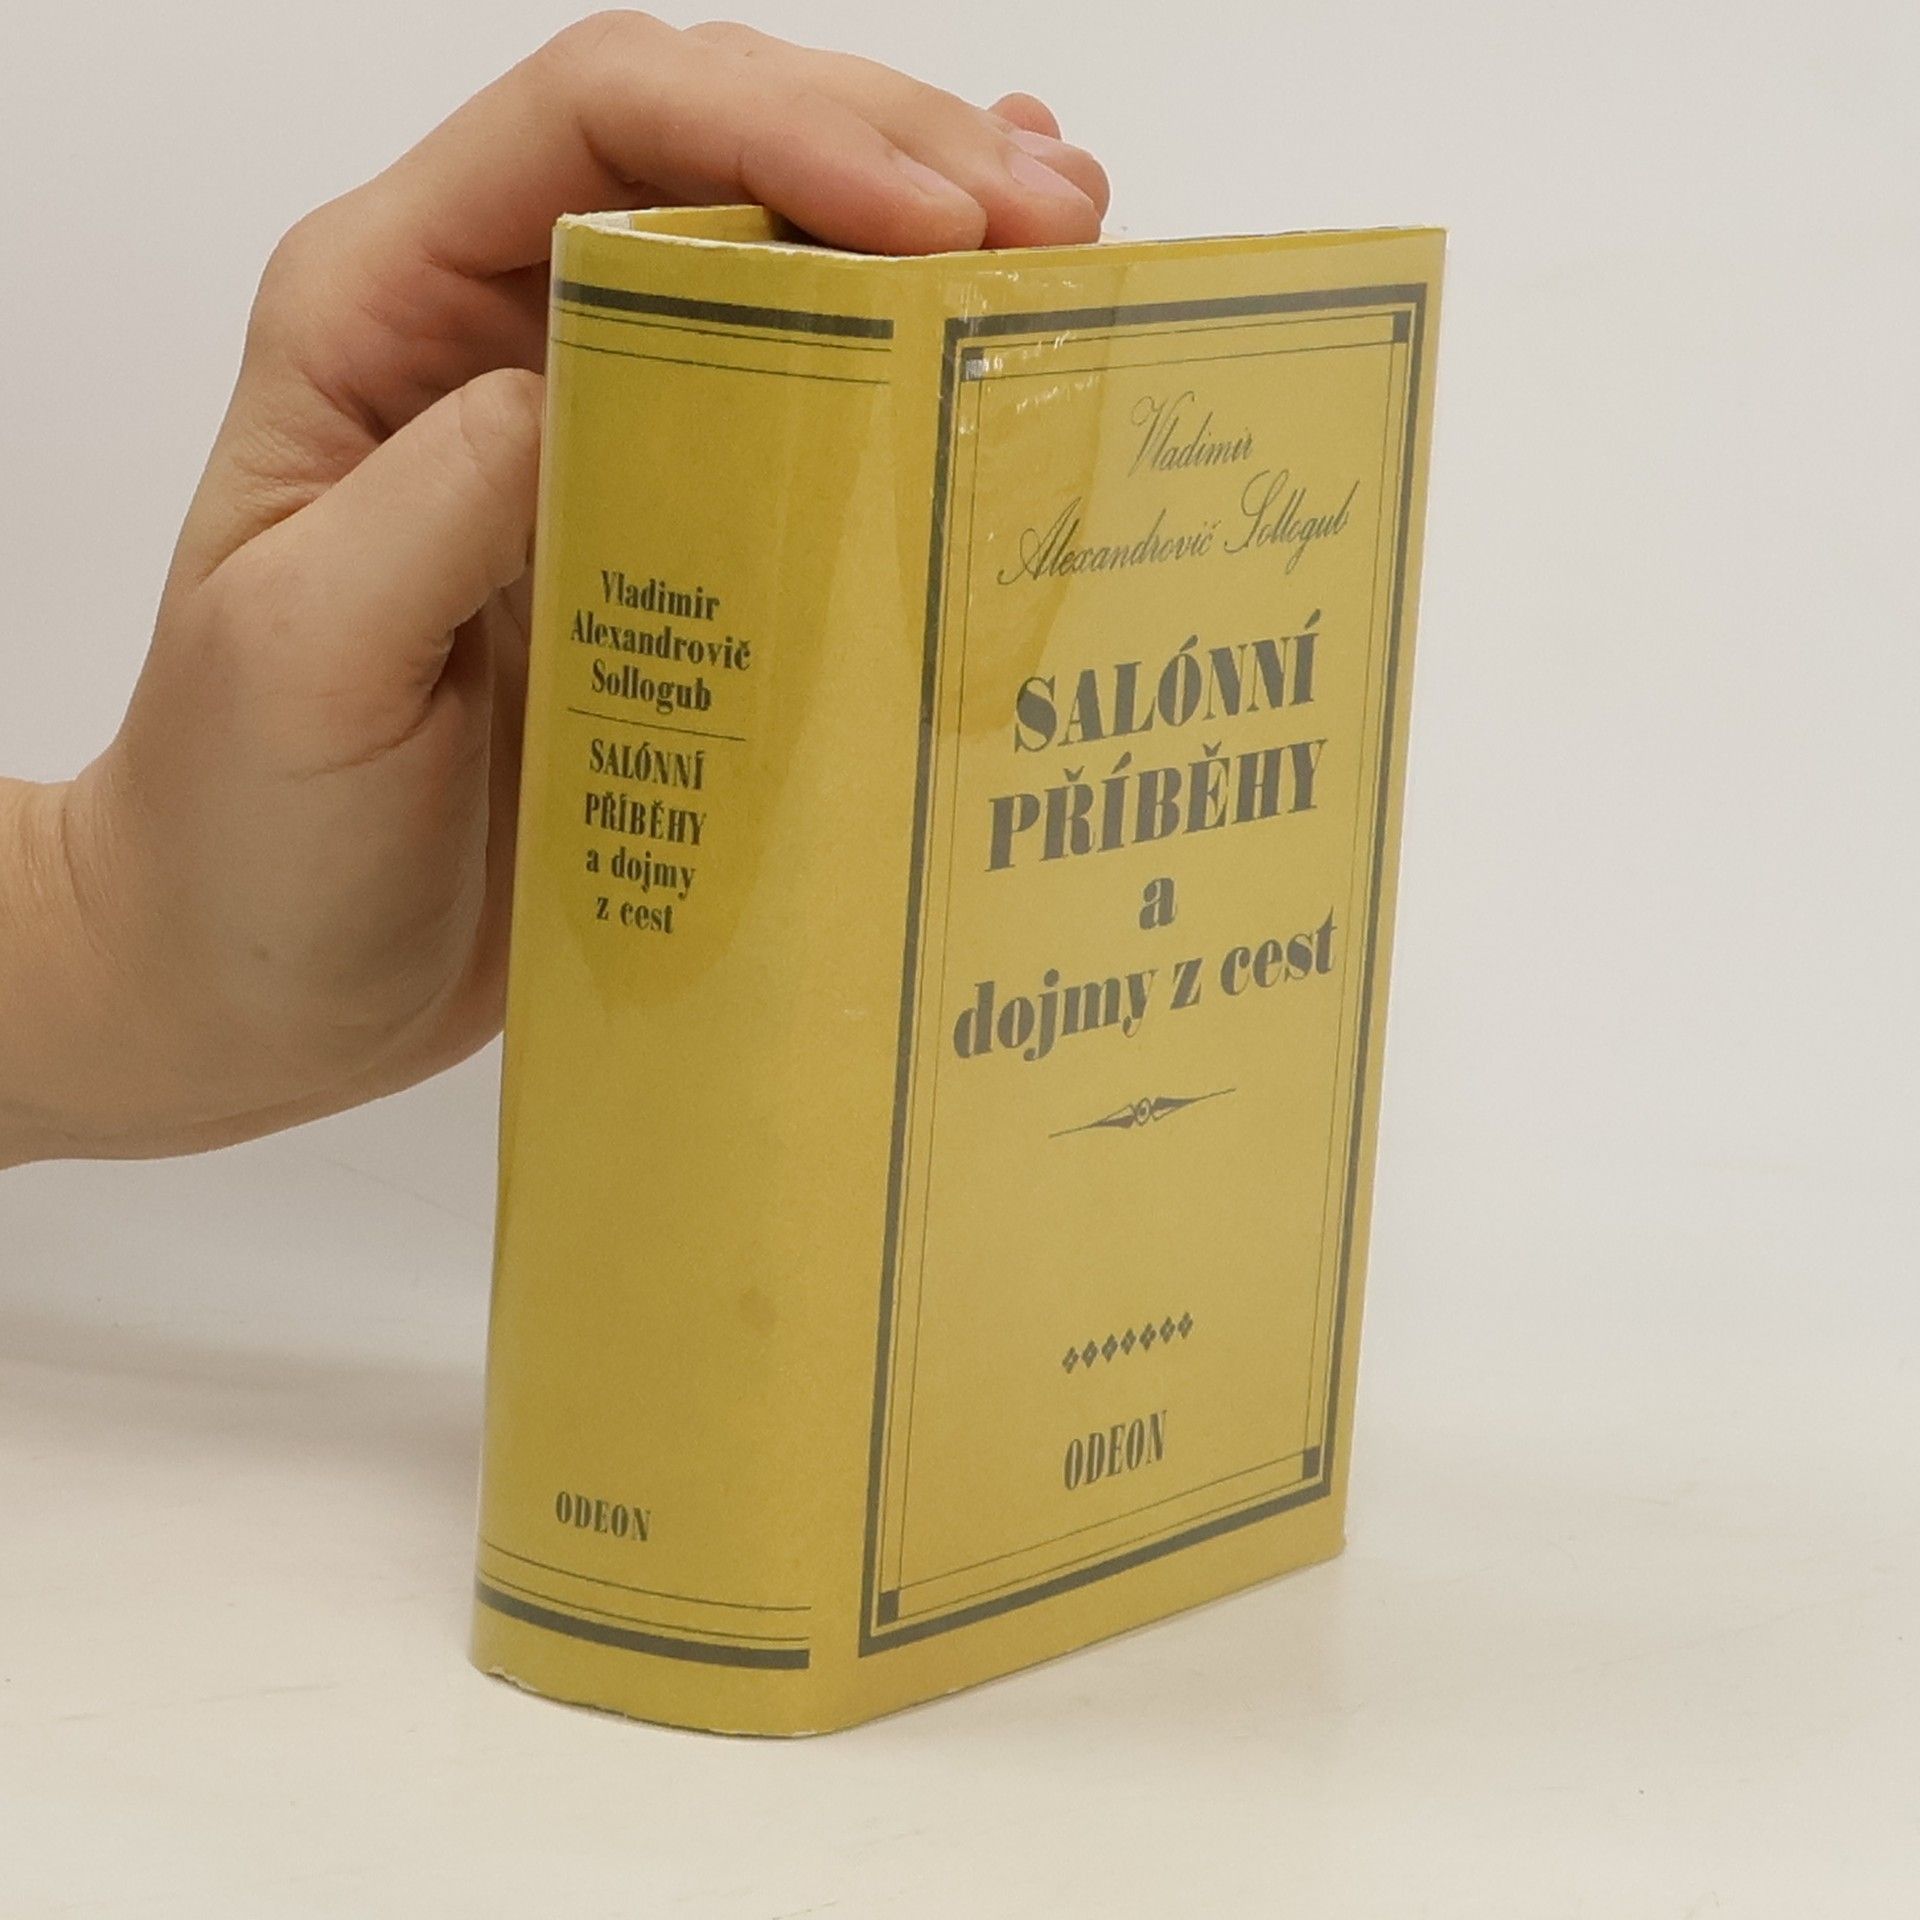 Vladimir
Alexandrovič
Sollogub
SALÓNNÍ
PŘÍBĚHY
a dojmy
z cest
ODEON
Vladimir
Alexandrovič Sollogub
SALÓNNÍ
PŘÍBĚHY
a
dojmy z cest
ODEON